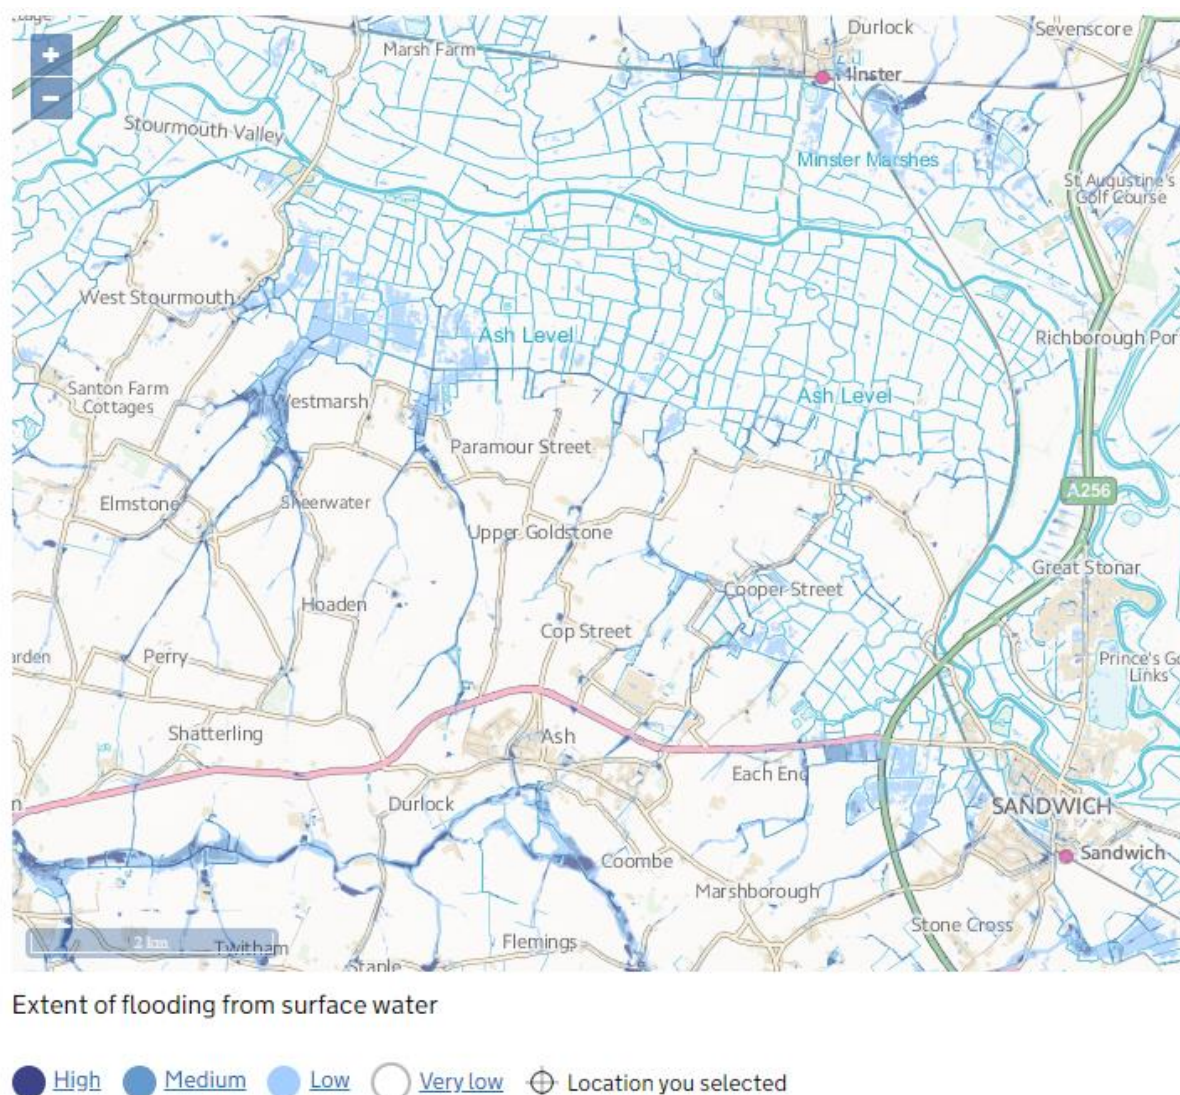 Durlock
Sevenscore
Marsh Farm
+
Minster
−
Stourmouth Valley
Minster Marshes
St Augustine's
Golf Course
West Stourmouth
Ash Level
Richborough Por
Santon Farm
Cottages
Westmarsh
Ash Level
Paramour Street
A256
Elmstone
Sheerwater
Upper Goldstone
Great Stonar
Cooper Street
Hoaden
Cop Street
arden
Perry
Prince's Go
Links
Shatterling
Ash
Each End
n
Durlock
SANDWICH
Coombe
Sandwich
Marshborough
Stone Cross
2 km
Twitham
Flemings
Staple
Extent of flooding from surface water
High Medium Low Very low Location you selected